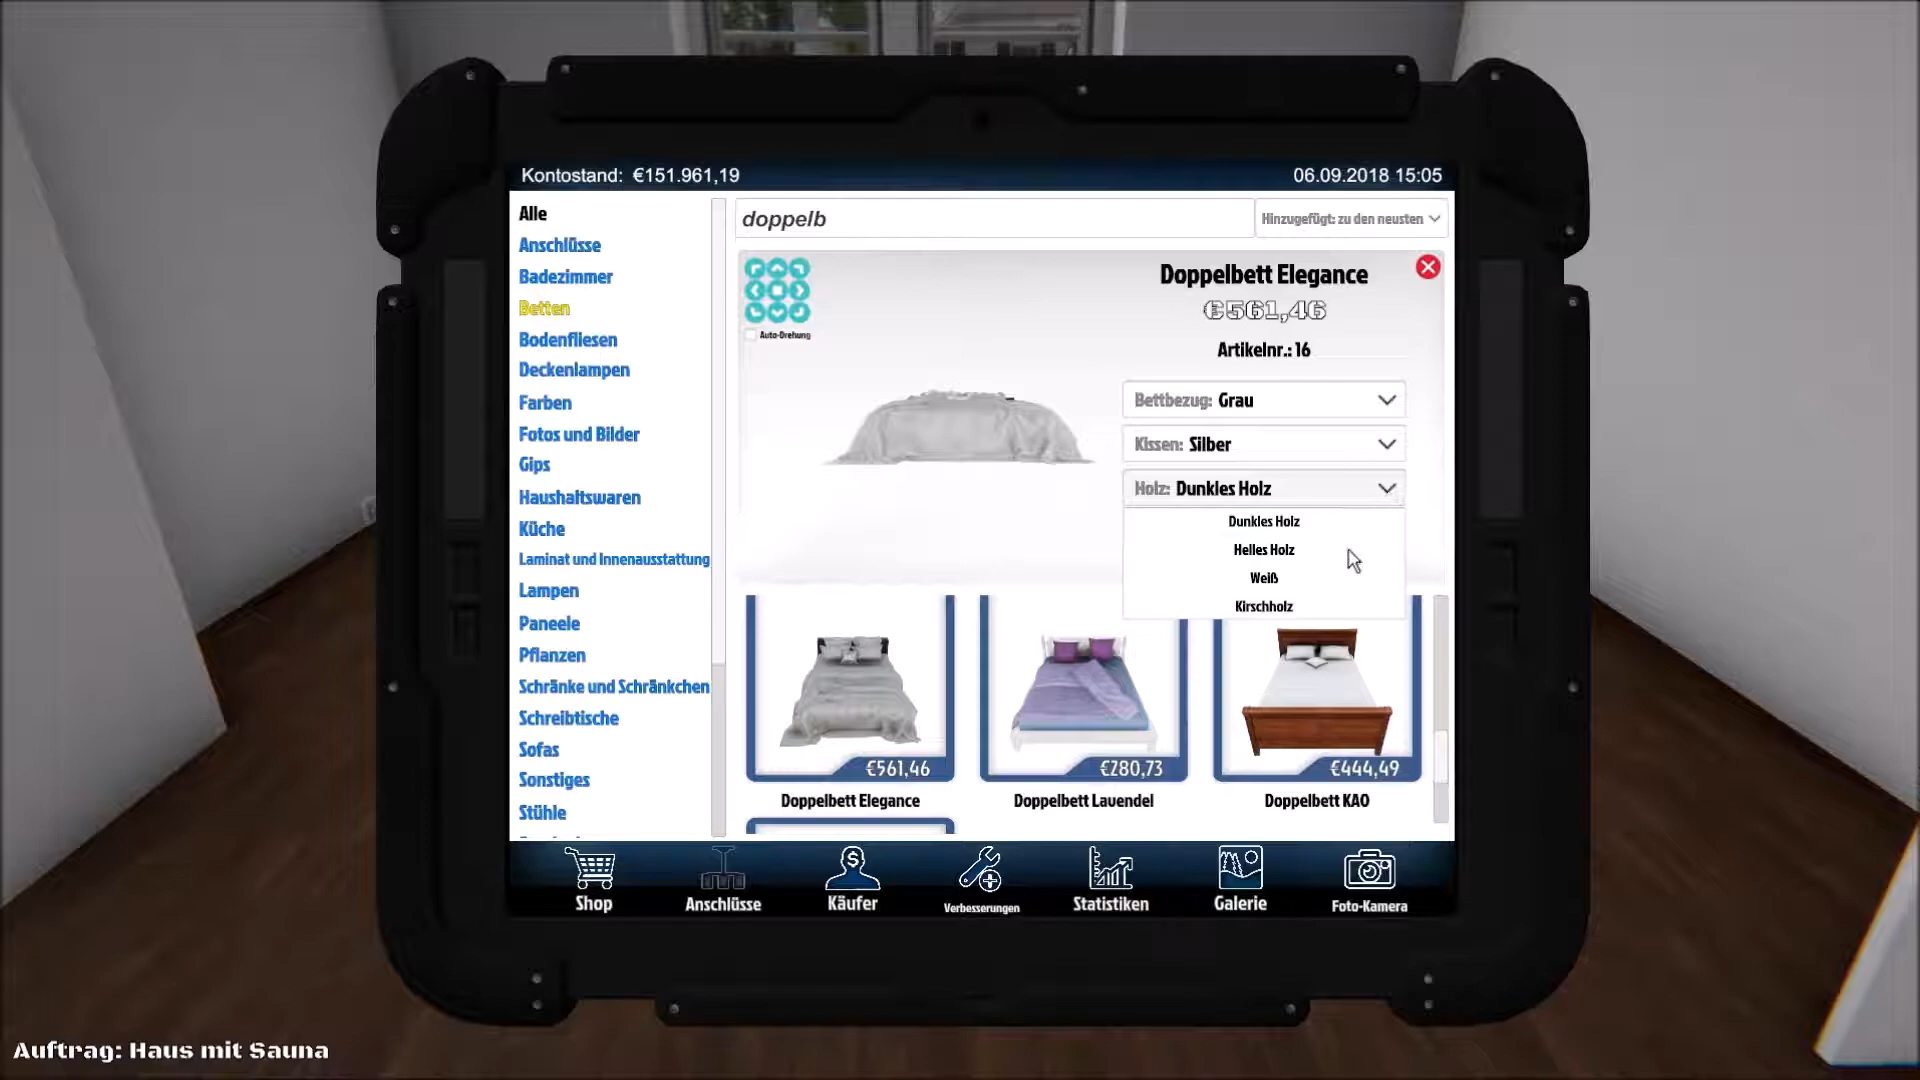 Kontostand: €151.961,19
06.09.2018 15:05
Alle
Anschlüsse
Badezimmer
Betten
Bodenfliesen
Deckenlampen
Farben
Fotos und Bilder
Gips
Haushaltswaren
Küche
Laminat und Innenausstattung
Lampen
Paneele
Pflanzen
Schränke und Schränkchen
Schreibtische
Sofas
Sonstiges
Stühle
doppelb
Hinzugefügt: zu den neusten
Auto-Drehung
Doppelbett Elegance
€561,46
Artikelnr.: 16
Bettbezug: Grau
Kissen: Silber
Holz: Dunkles Holz
Dunkles Holz
Helles Holz
Weiß
Kirschholz
€561,46
€280,73
€444,49
Doppelbett Elegance
Doppelbett Lavendel
Doppelbett KAO
Shop
Anschlüsse
Käufer
Verbesserungen
Statistiken
Galerie
Foto-Kamera
Auftrag: Haus mit Sauna